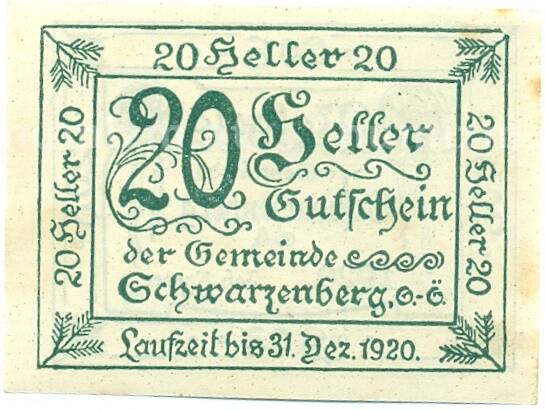 20 Heller 20
20 Heller 20
20 Heller
Gutschein
der Gemeinde
Schwarzenberg, O.-Ö.
20 Heller 20
Laufzeit bis 31. Dez. 1920.